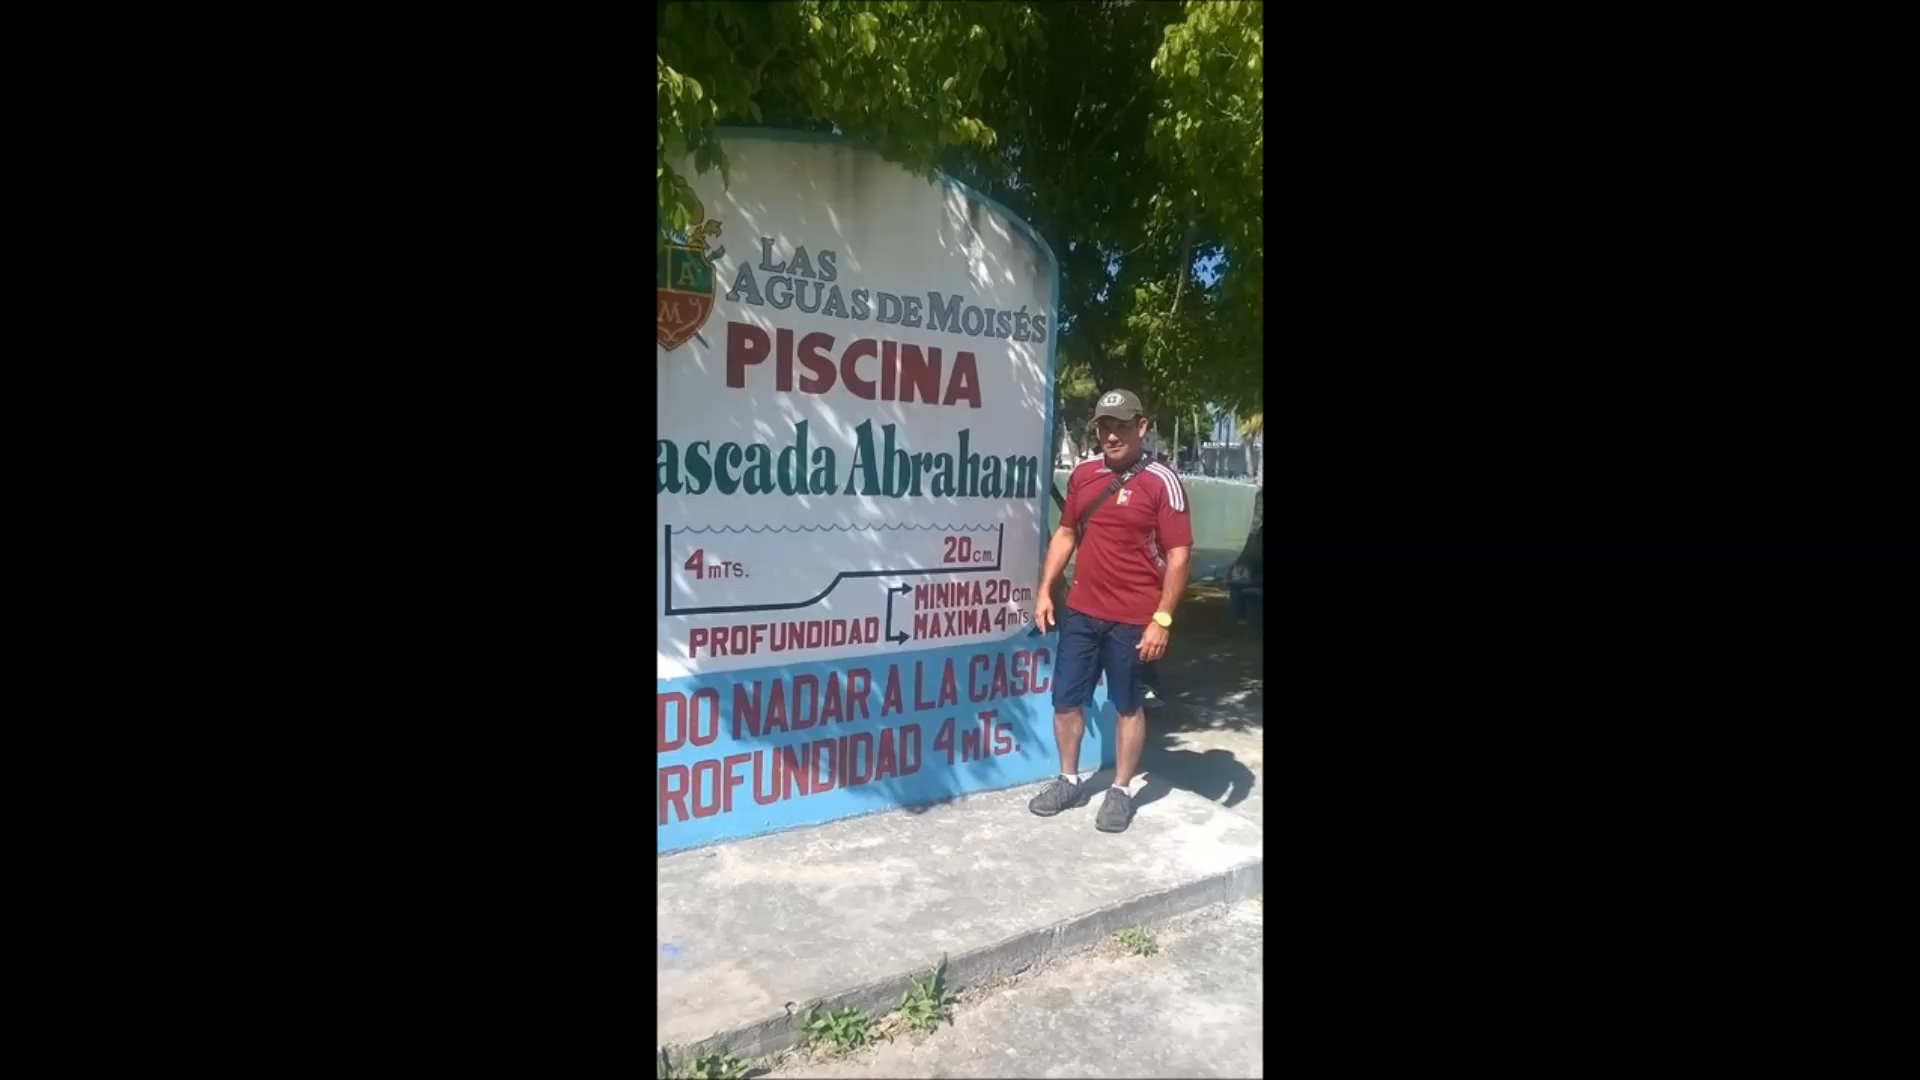 A
M
LAS
AGUAS DE MOISÉS
PISCINA
ascada Abraham
4 mTs.
20 cm.
MINIMA 20 cm.
PROFUNDIDAD MAXIMA 4 mTs
DO NADAR A LA CASC
ROFUNDIDAD 4 mTs.